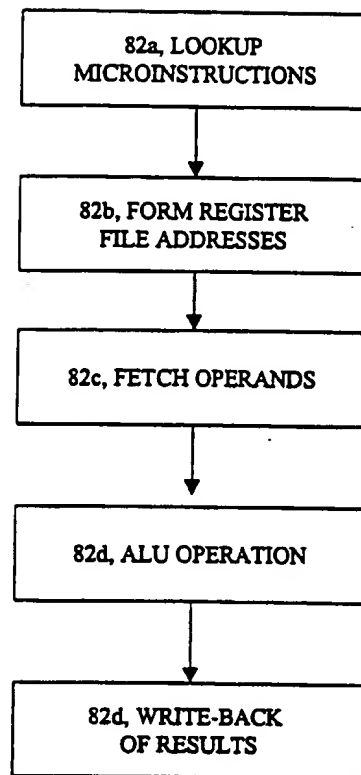 82a, LOOKUP
MICROINSTRUCTIONS
82b, FORM REGISTER
FILE ADDRESSES
82c, FETCH OPERANDS
82d, ALU OPERATION
82d, WRITE-BACK
OF RESULTS